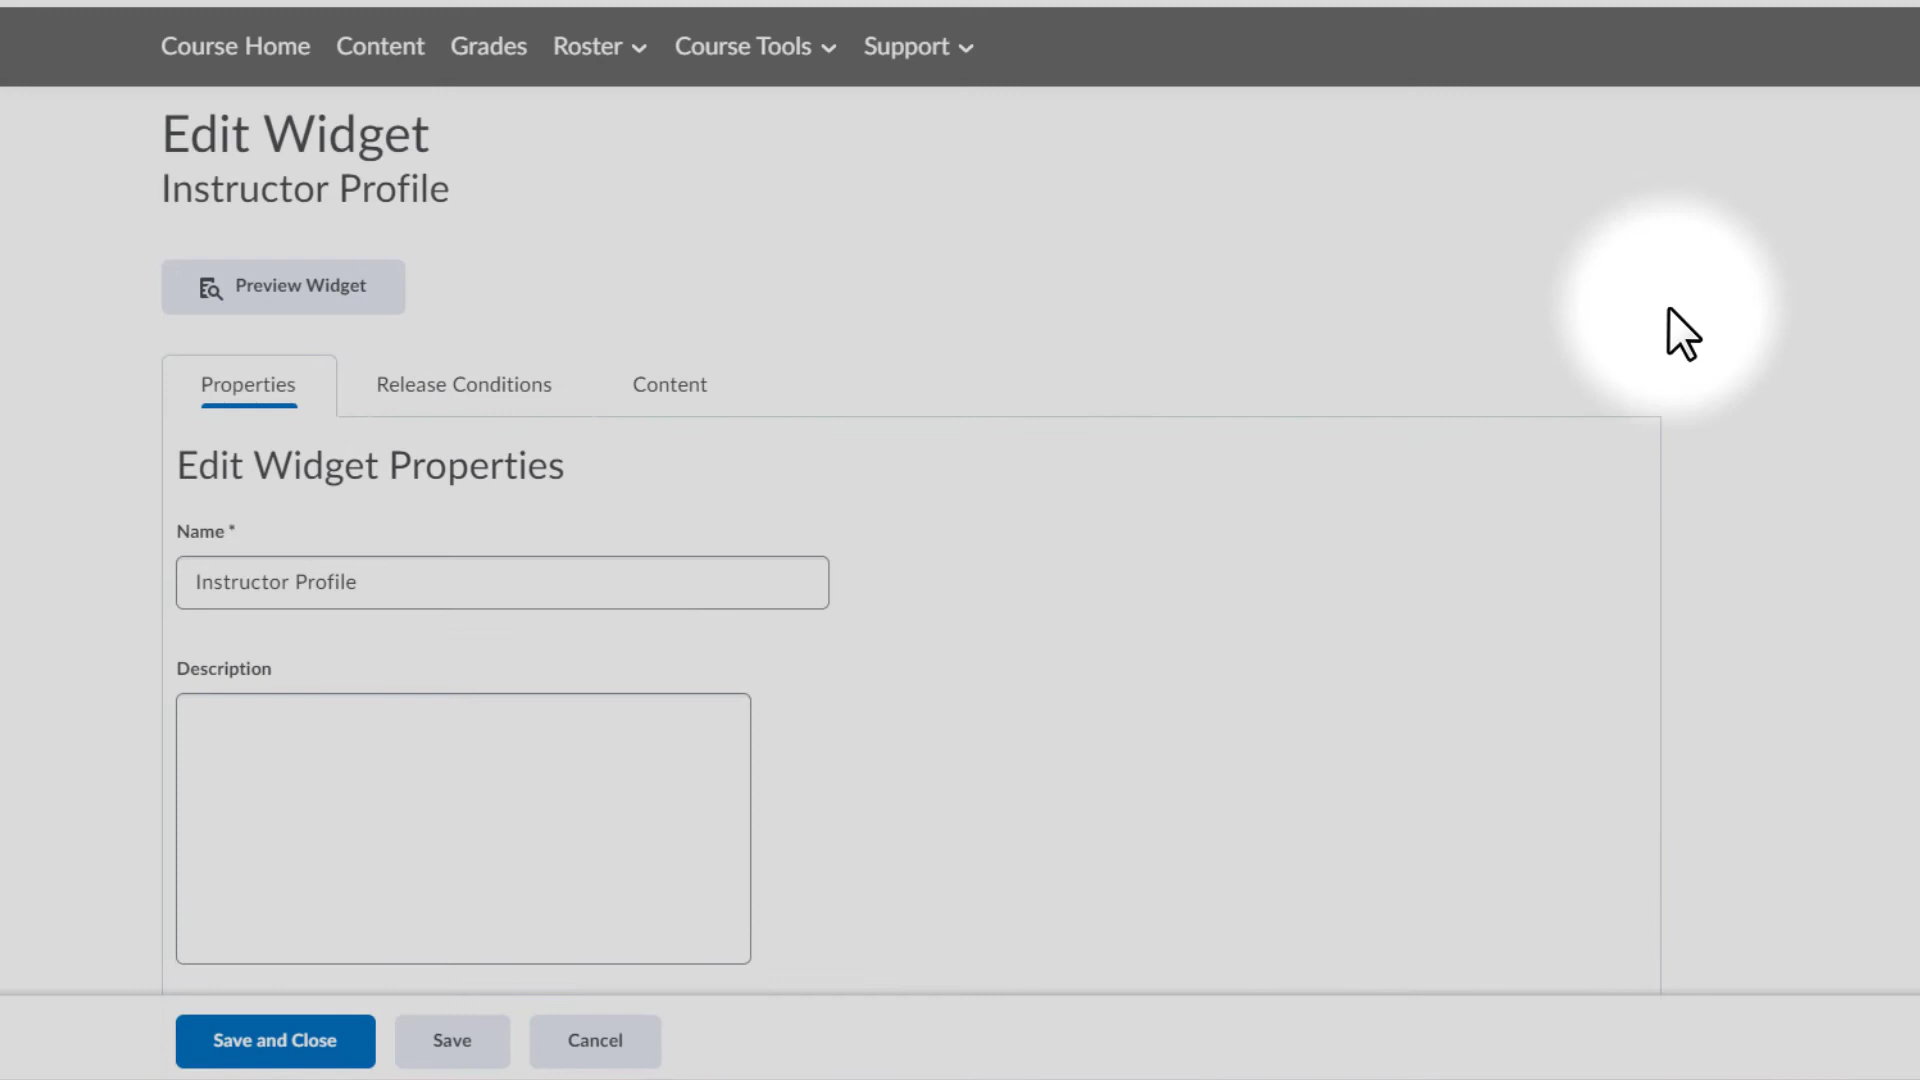 Course Home Content Grades Roster Course Tools Support
Edit Widget
Instructor Profile
Preview Widget
Properties Release Conditions Content
Edit Widget Properties
Name *
Instructor Profile
Description
Save and Close Save Cancel